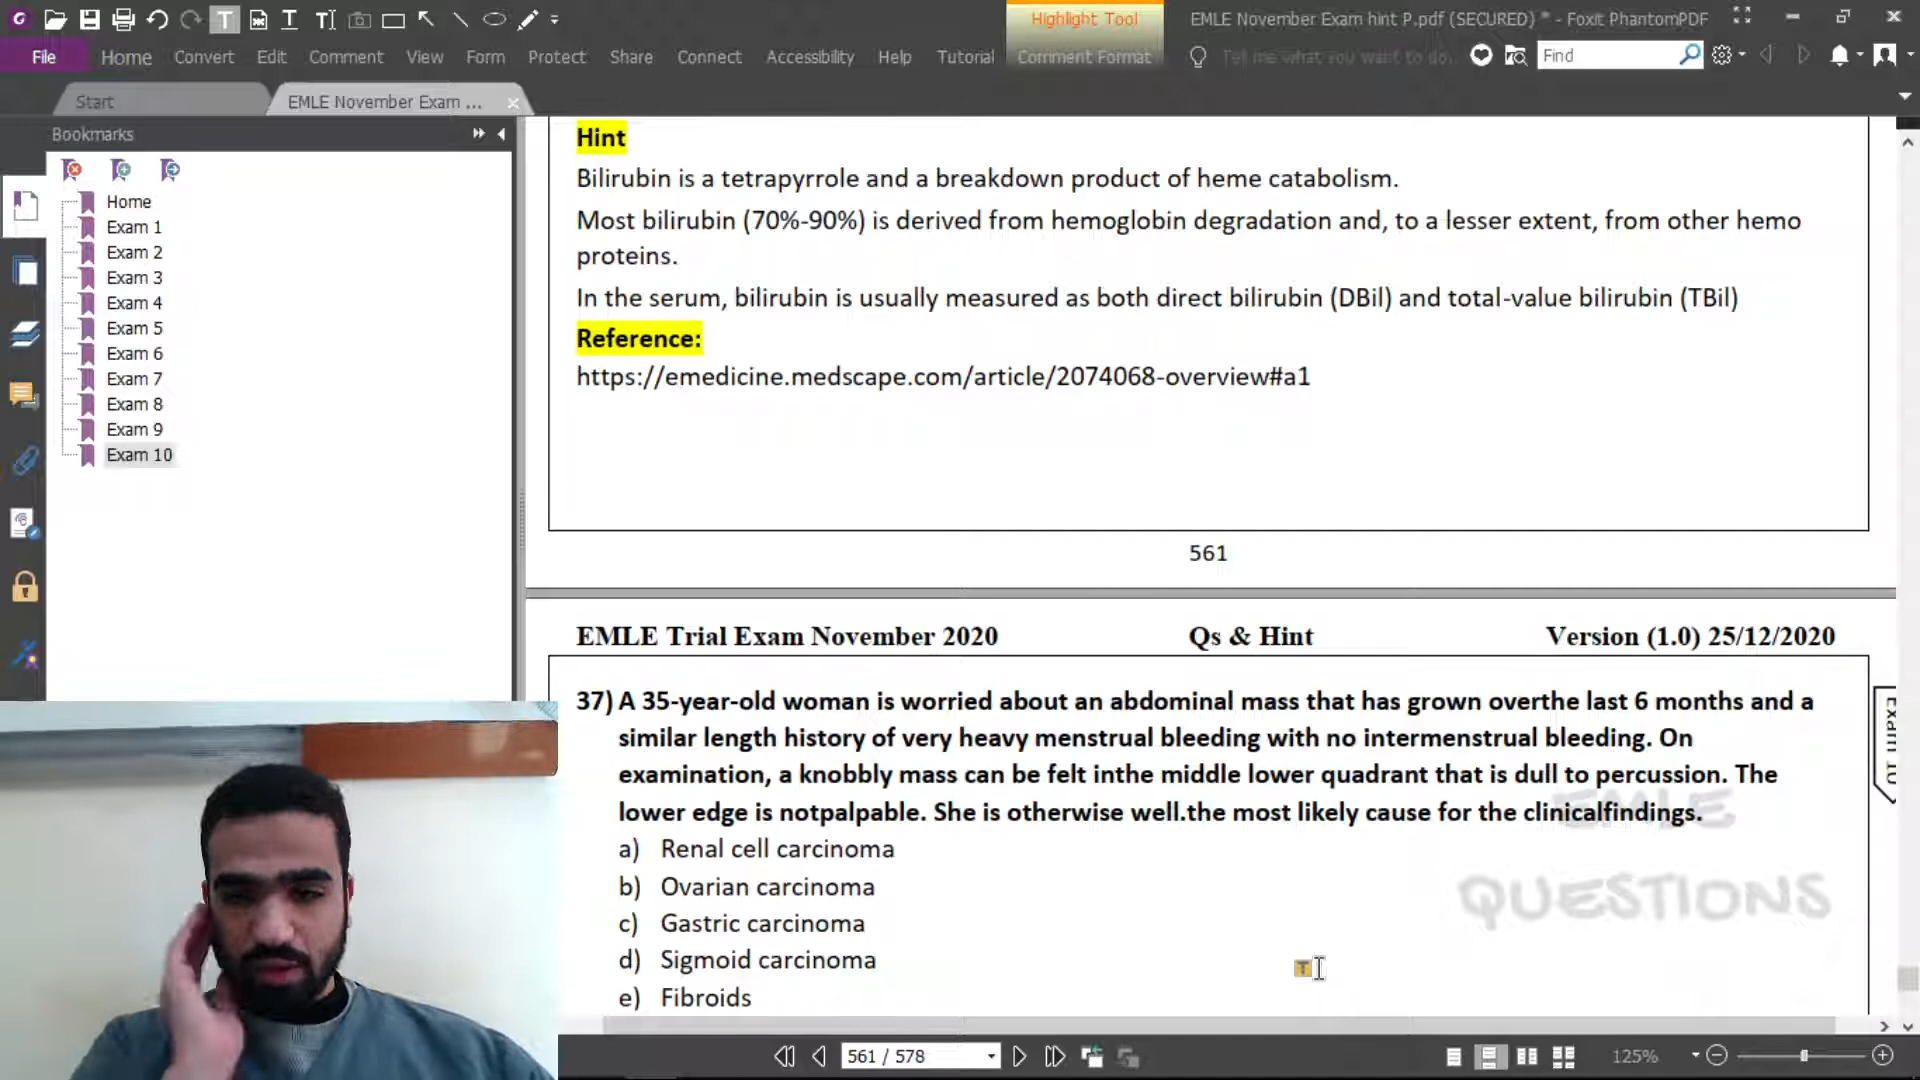 Highlight Tool
EMLE November Exam hint P.pdf (SECURED) * - Foxit PhantomPDF
File Home Convert Edit Comment View Form Protect Share Connect Accessibility Help Tutorial Comment Format Tell me what you want to do.. Find
Start EMLE November Exam ...
Bookmarks
Home
Exam 1
Exam 2
Exam 3
Exam 4
Exam 5
Exam 6
Exam 7
Exam 8
Exam 9
Exam 10
Hint
Bilirubin is a tetrapyrrole and a breakdown product of heme catabolism.
Most bilirubin (70%-90%) is derived from hemoglobin degradation and, to a lesser extent, from other hemo
proteins.
In the serum, bilirubin is usually measured as both direct bilirubin (DBil) and total-value bilirubin (TBil)
Reference:
https://emedicine.medscape.com/article/2074068-overview#a1
561
EMLE Trial Exam November 2020 Qs & Hint Version (1.0) 25/12/2020
37) A 35-year-old woman is worried about an abdominal mass that has grown overthe last 6 months and a
similar length history of very heavy menstrual bleeding with no intermenstrual bleeding. On
examination, a knobbly mass can be felt inthe middle lower quadrant that is dull to percussion. The
lower edge is notpalpable. She is otherwise well.the most likely cause for the clinicalfindings.
a) Renal cell carcinoma
b) Ovarian carcinoma
c) Gastric carcinoma
d) Sigmoid carcinoma
e) Fibroids
Exam 10
EMLE
QUESTIONS
561 / 578
125%